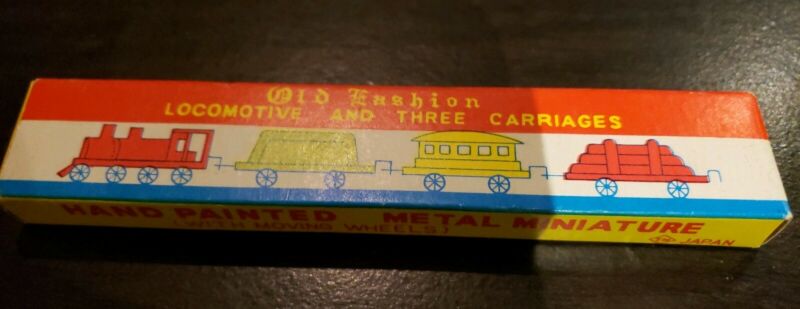 Old Fashion
LOCOMOTIVE AND THREE CARRIAGES
HAND PAINTED METAL MINIATURE
(WITH MOVING WHEELS)
JAPAN